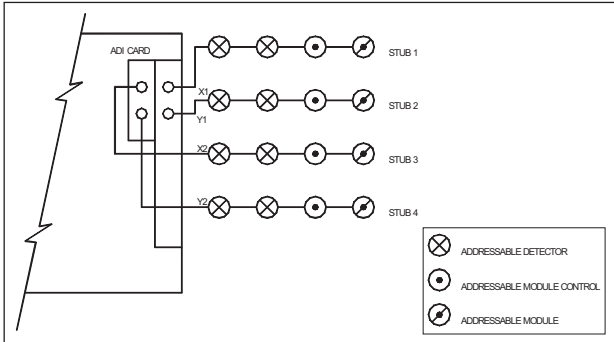 ADI CARD
STUB 1
X1
STUB 2
Y1
X2
STUB 3
Y2
STUB 4
ADDRESSABLE DETECTOR
ADDRESSABLE MODULE CONTROL
ADDRESSABLE MODULE